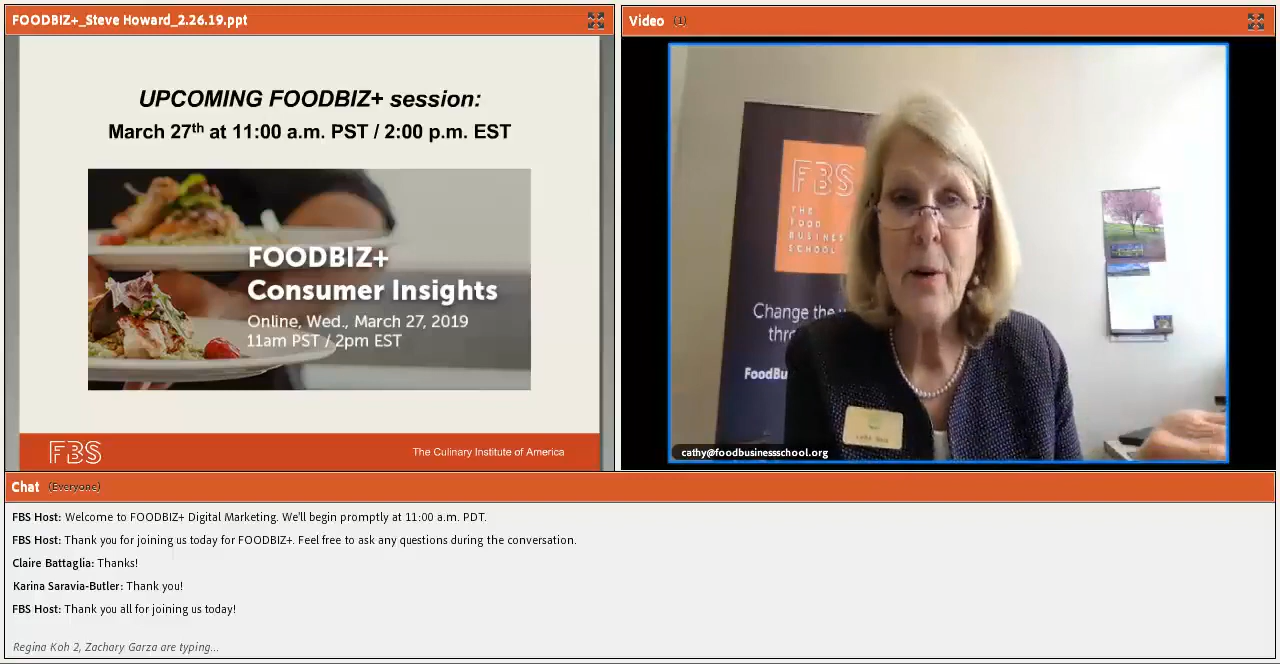 FOODBIZ+_Steve Howard_2.26.19.ppt
UPCOMING FOODBIZ+ session:
March 27th at 11:00 a.m. PST / 2:00 p.m. EST
FOODBIZ+
Consumer Insights
Online, Wed., March 27, 2019
11am PST / 2pm EST
FBS
The Culinary Institute of America
Video (1)
FBS
THE
FOOD
BUSINES
SCHOOL
Change the
FoodBu
cathy@foodbusinessschool.org
Chat (Everyone)
FBS Host: Welcome to FOODBIZ+ Digital Marketing. We'll begin promptly at 11:00 a.m. PDT.
FBS Host: Thank you for joining us today for FOODBIZ+. Feel free to ask any questions during the conversation.
Claire Battaglia: Thanks!
Karina Saravia-Butler: Thank you!
FBS Host: Thank you all for joining us today!
Regina Koh 2, Zachary Garza are typing...